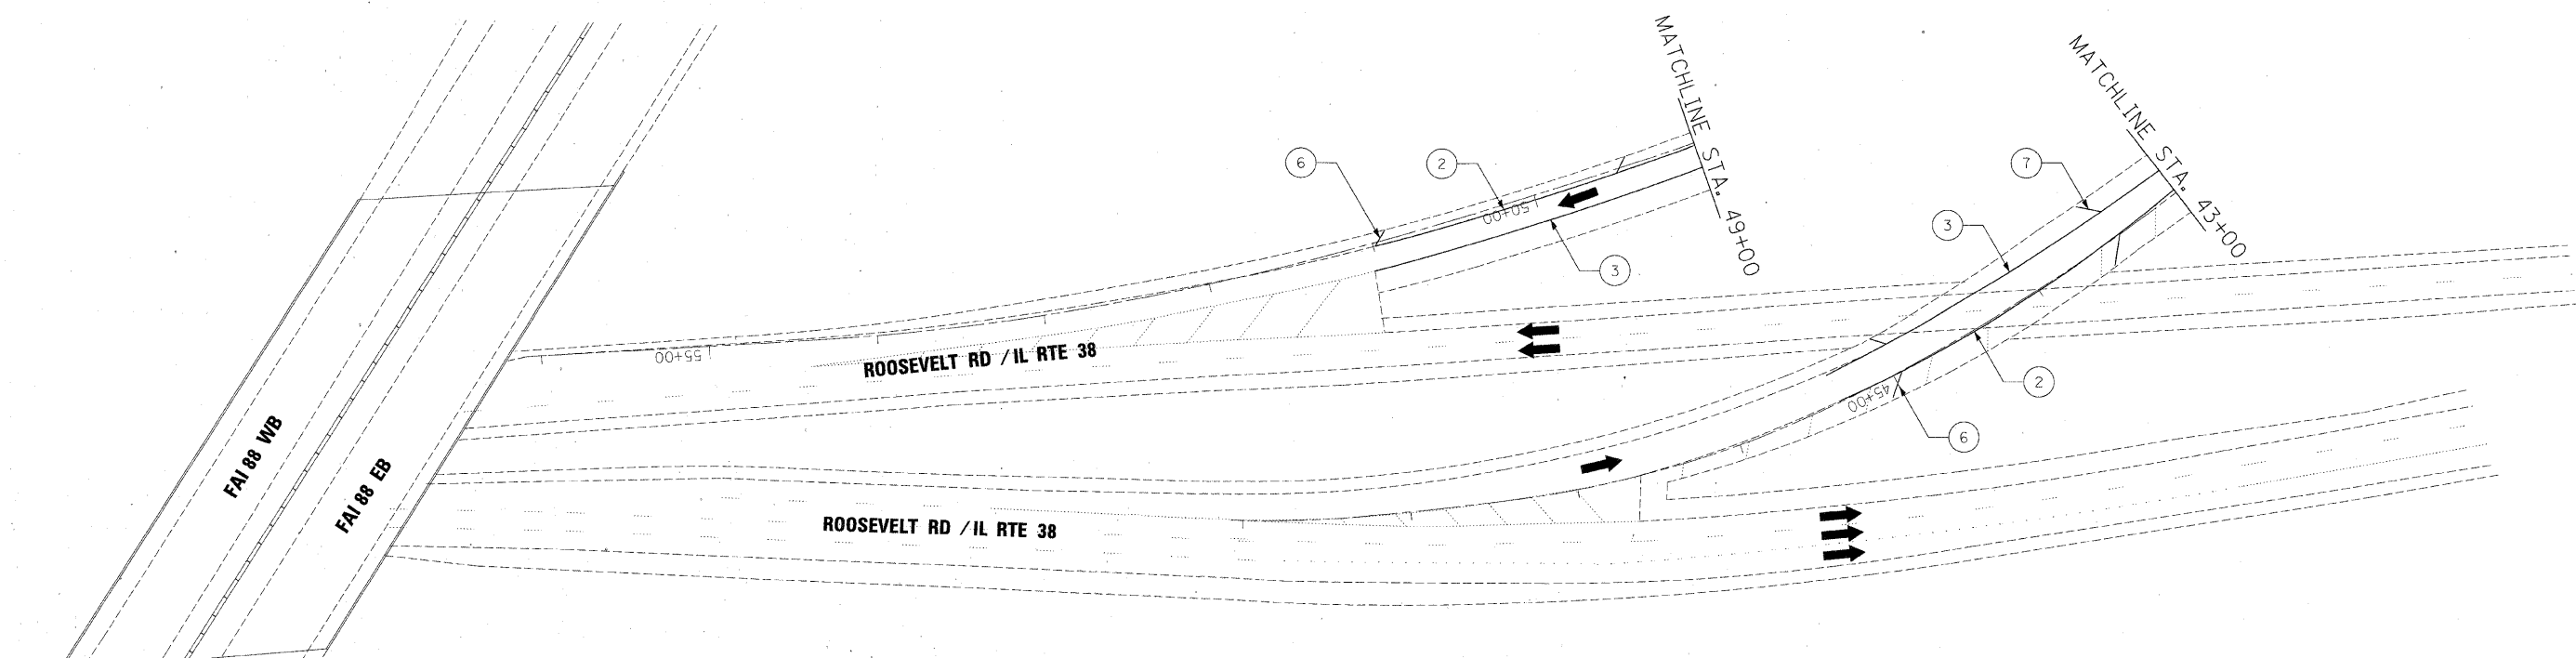 MATCHLINE STA. 49+00
MATCHLINE STA. 43+00
6
2
7
3
50+00
3
55+00
ROOSEVELT RD / IL RTE 38
2
45+00
6
FAI 88 WB
FAI 88 EB
ROOSEVELT RD / IL RTE 38